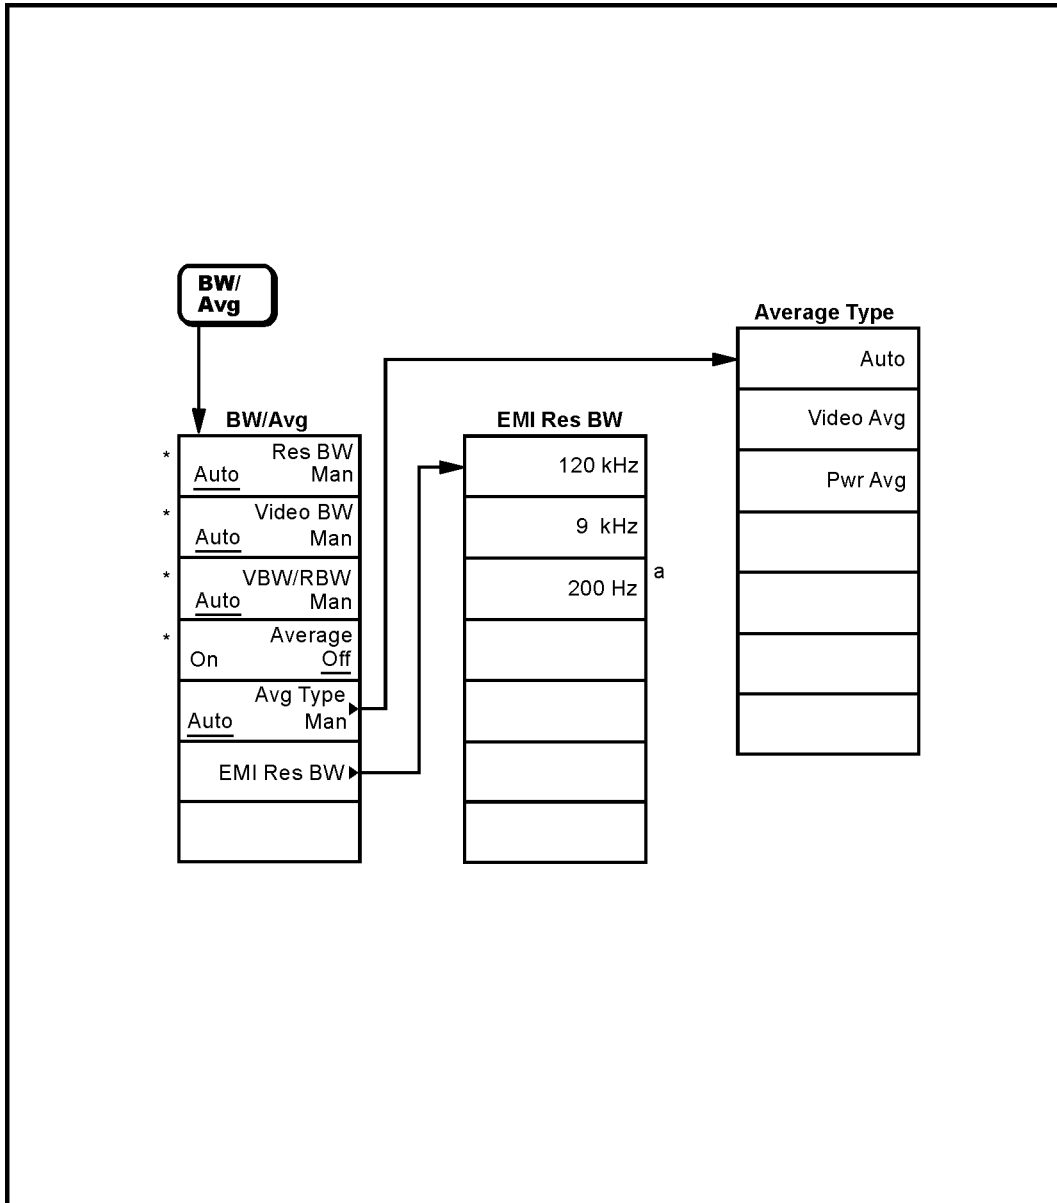 BW/
Avg
BW/Avg
* Res BW
Auto Man
* Video BW
Auto Man
* VBW/RBW
Auto Man
* Average
On Off
Avg Type
Auto Man
EMI Res BW
EMI Res BW
120 kHz
9 kHz
200 Hz a
Average Type
Auto
Video Avg
Pwr Avg